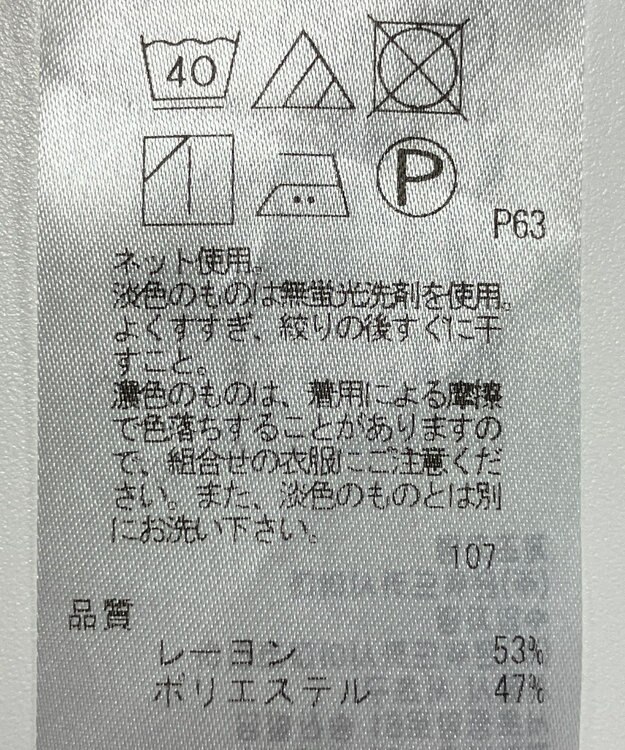 40
P
P63
ネット使用。
淡色のものは無蛍光洗剤を使用。
よくすすぎ、絞りの後すぐに干
すこと。
濃色のものは、着用による摩擦
で色落ちすることがありますの
で、組合せの衣服にご注意くだ
さい。また、淡色のものとは別
にお洗い下さい。
107
品質
レーヨン 53%
ポリエステル 47%